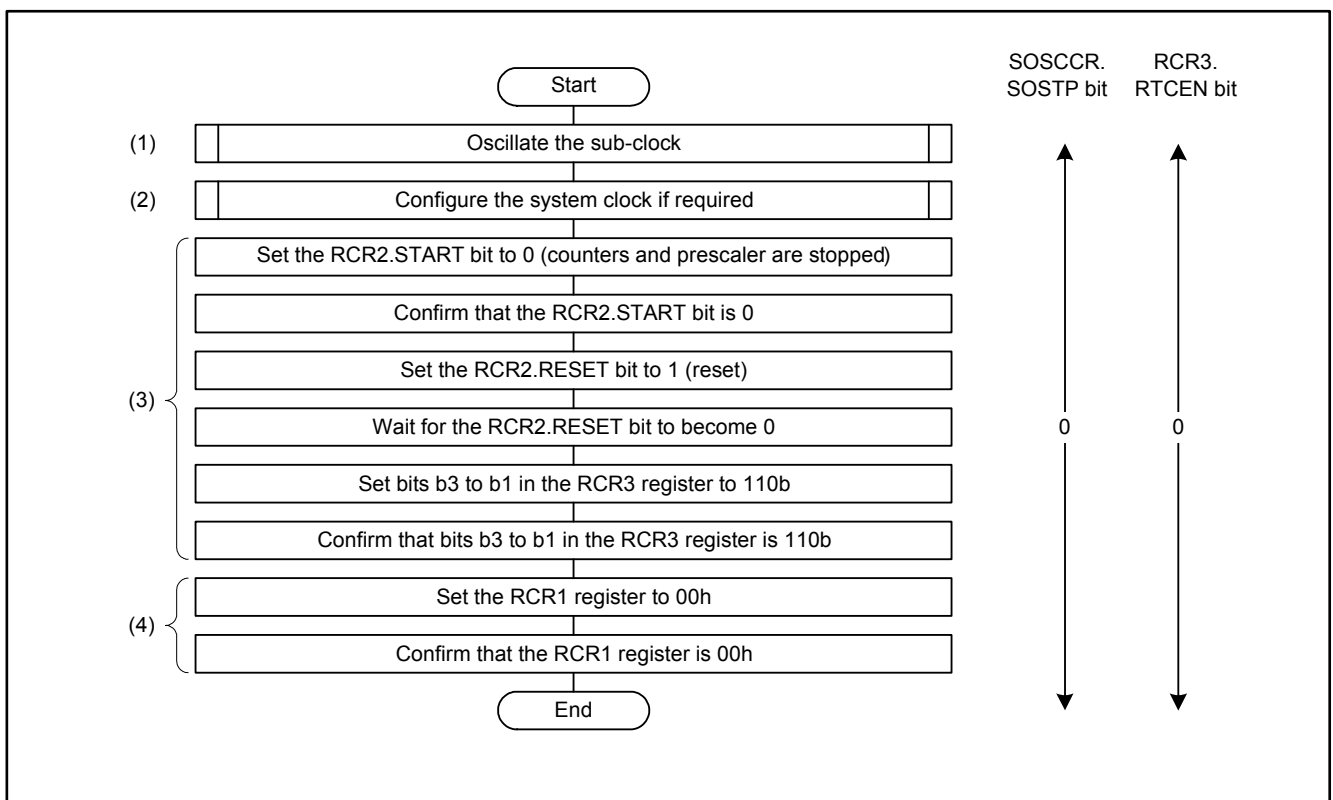 SOSCCR.
SOSTP bit
RCR3.
RTCEN bit
Start
(1)
Oscillate the sub-clock
(2)
Configure the system clock if required
Set the RCR2.START bit to 0 (counters and prescaler are stopped)
Confirm that the RCR2.START bit is 0
Set the RCR2.RESET bit to 1 (reset)
(3)
Wait for the RCR2.RESET bit to become 0
0
0
Set bits b3 to b1 in the RCR3 register to 110b
Confirm that bits b3 to b1 in the RCR3 register is 110b
Set the RCR1 register to 00h
(4)
Confirm that the RCR1 register is 00h
End